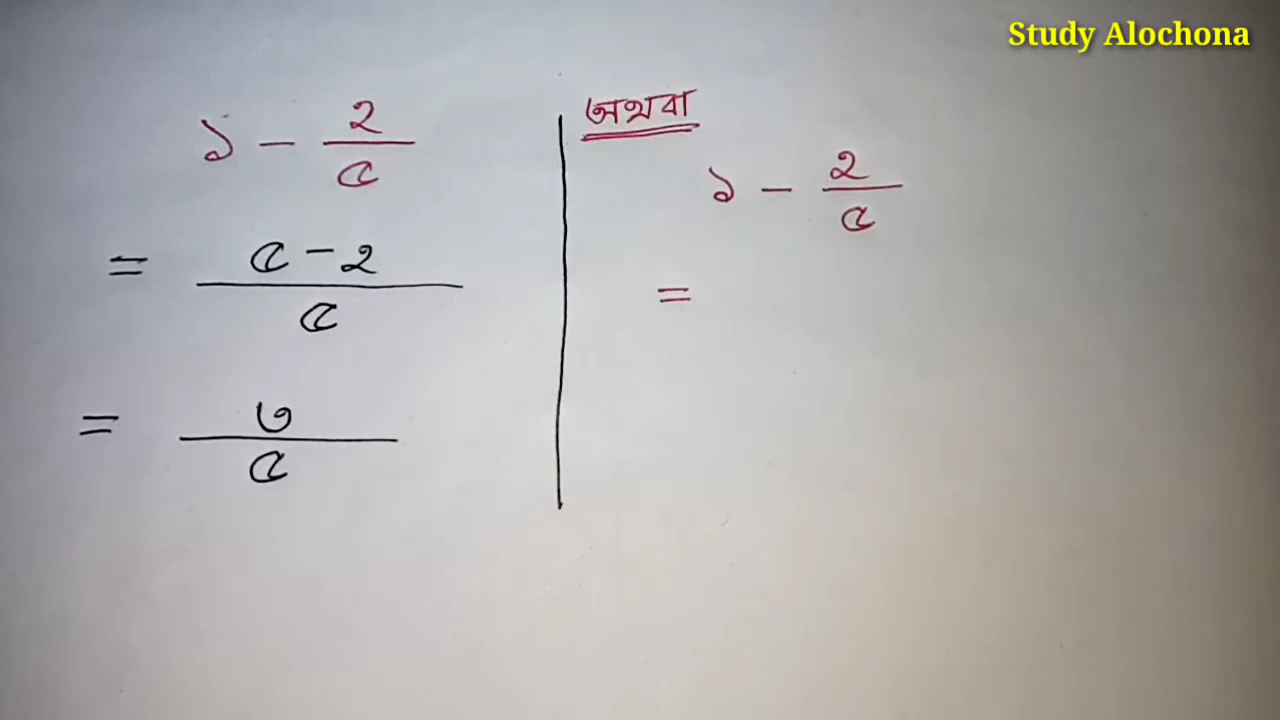 Study Alochona
১ - ২/৫
= ৫ - ২/৫
= ৩/৫
অথবা
১ - ২/৫
=